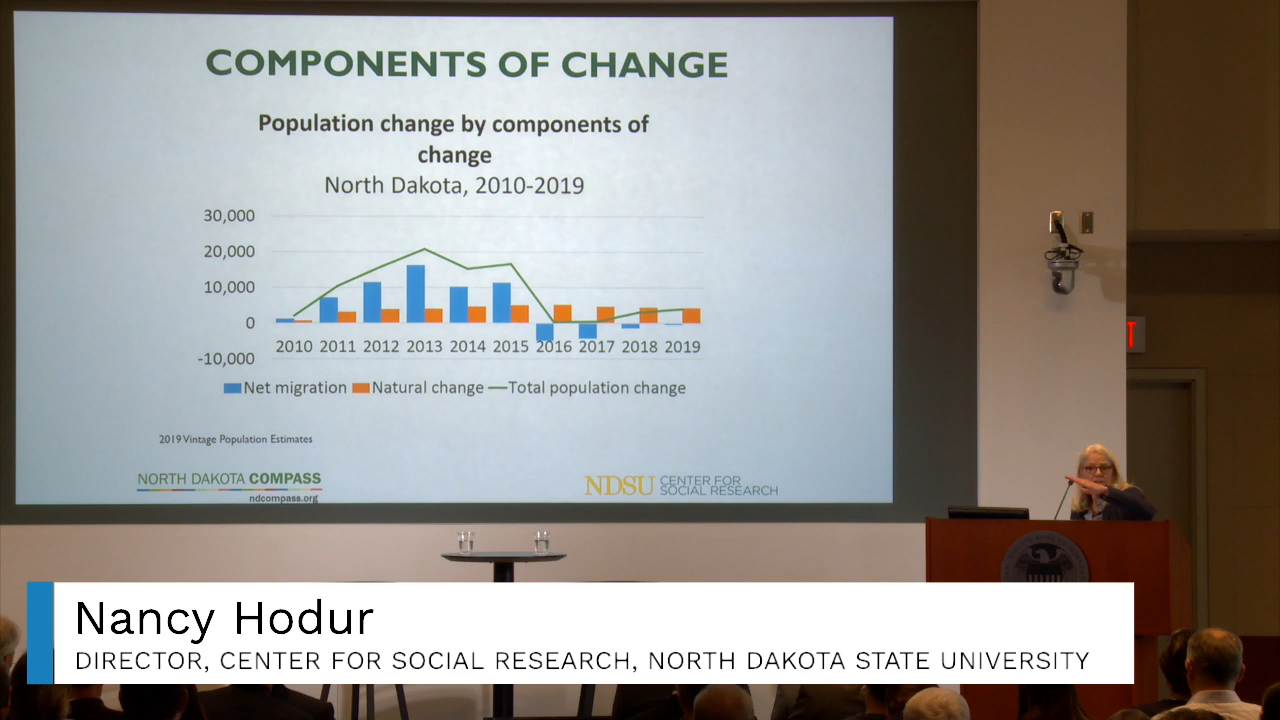 COMPONENTS OF CHANGE
Population change by components of
change
North Dakota, 2010-2019
30,000
20,000
10,000
0
-10,000
2010 2011 2012 2013 2014 2015 2016 2017 2018 2019
Net migration Natural change Total population change
2019 Vintage Population Estimates
NORTH DAKOTA COMPASS
ndcompass.org
NDSU CENTER FOR
SOCIAL RESEARCH
T
Nancy Hodur
DIRECTOR, CENTER FOR SOCIAL RESEARCH, NORTH DAKOTA STATE UNIVERSITY